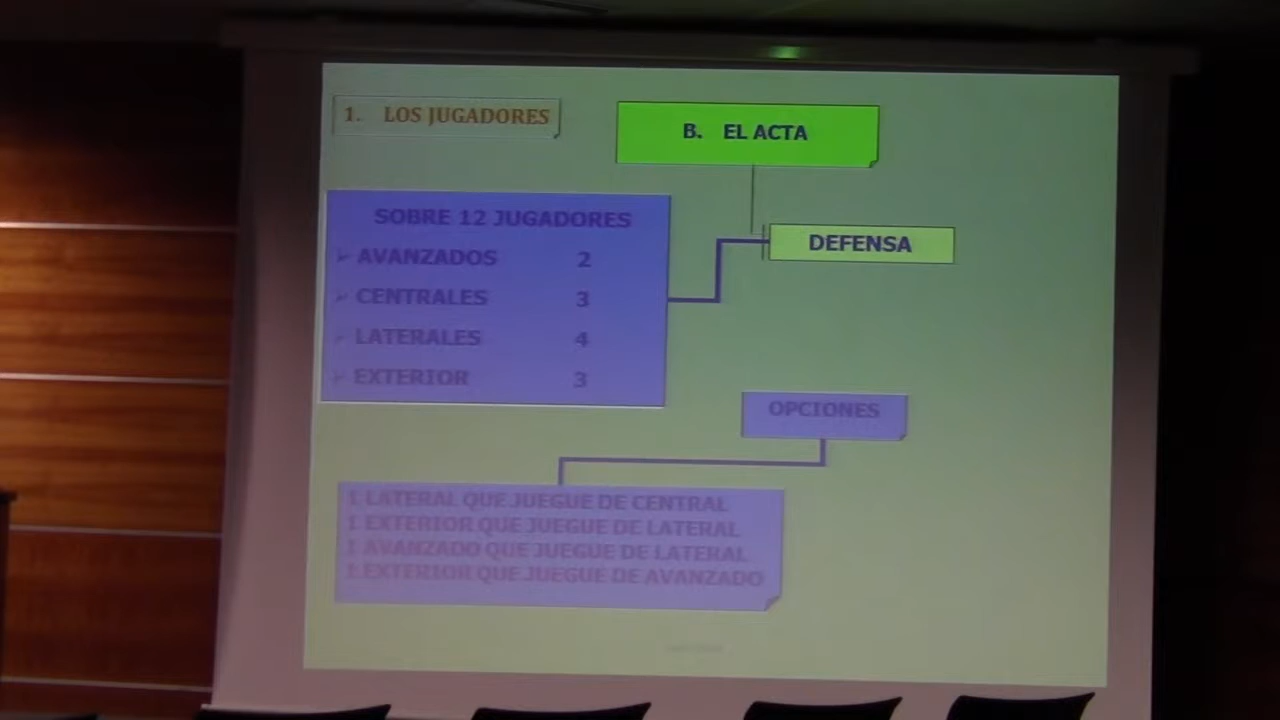 1. LOS JUGADORES
B. EL ACTA
SOBRE 12 JUGADORES
AVANZADOS 2
CENTRALES 3
LATERALES 4
EXTERIOR 3
DEFENSA
OPCIONES
1 LATERAL QUE JUEGUE DE CENTRAL
1 EXTERIOR QUE JUEGUE DE LATERAL
1 AVANZADO QUE JUEGUE DE LATERAL
1 EXTERIOR QUE JUEGUE DE AVANZADO